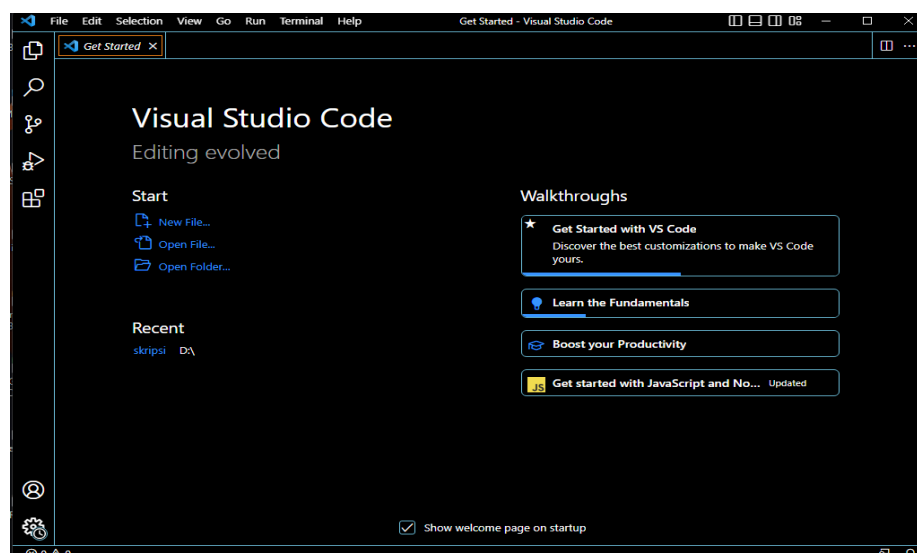 File Edit Selection View Go Run Terminal Help Get Started - Visual Studio Code
Get Started
Visual Studio Code
Editing evolved
Start
New File...
Open File...
Open Folder...
Recent
skripsi D:\
Walkthroughs
Get Started with VS Code
Discover the best customizations to make VS Code
yours.
Learn the Fundamentals
Boost your Productivity
JS Get started with JavaScript and No... Updated
Show welcome page on startup